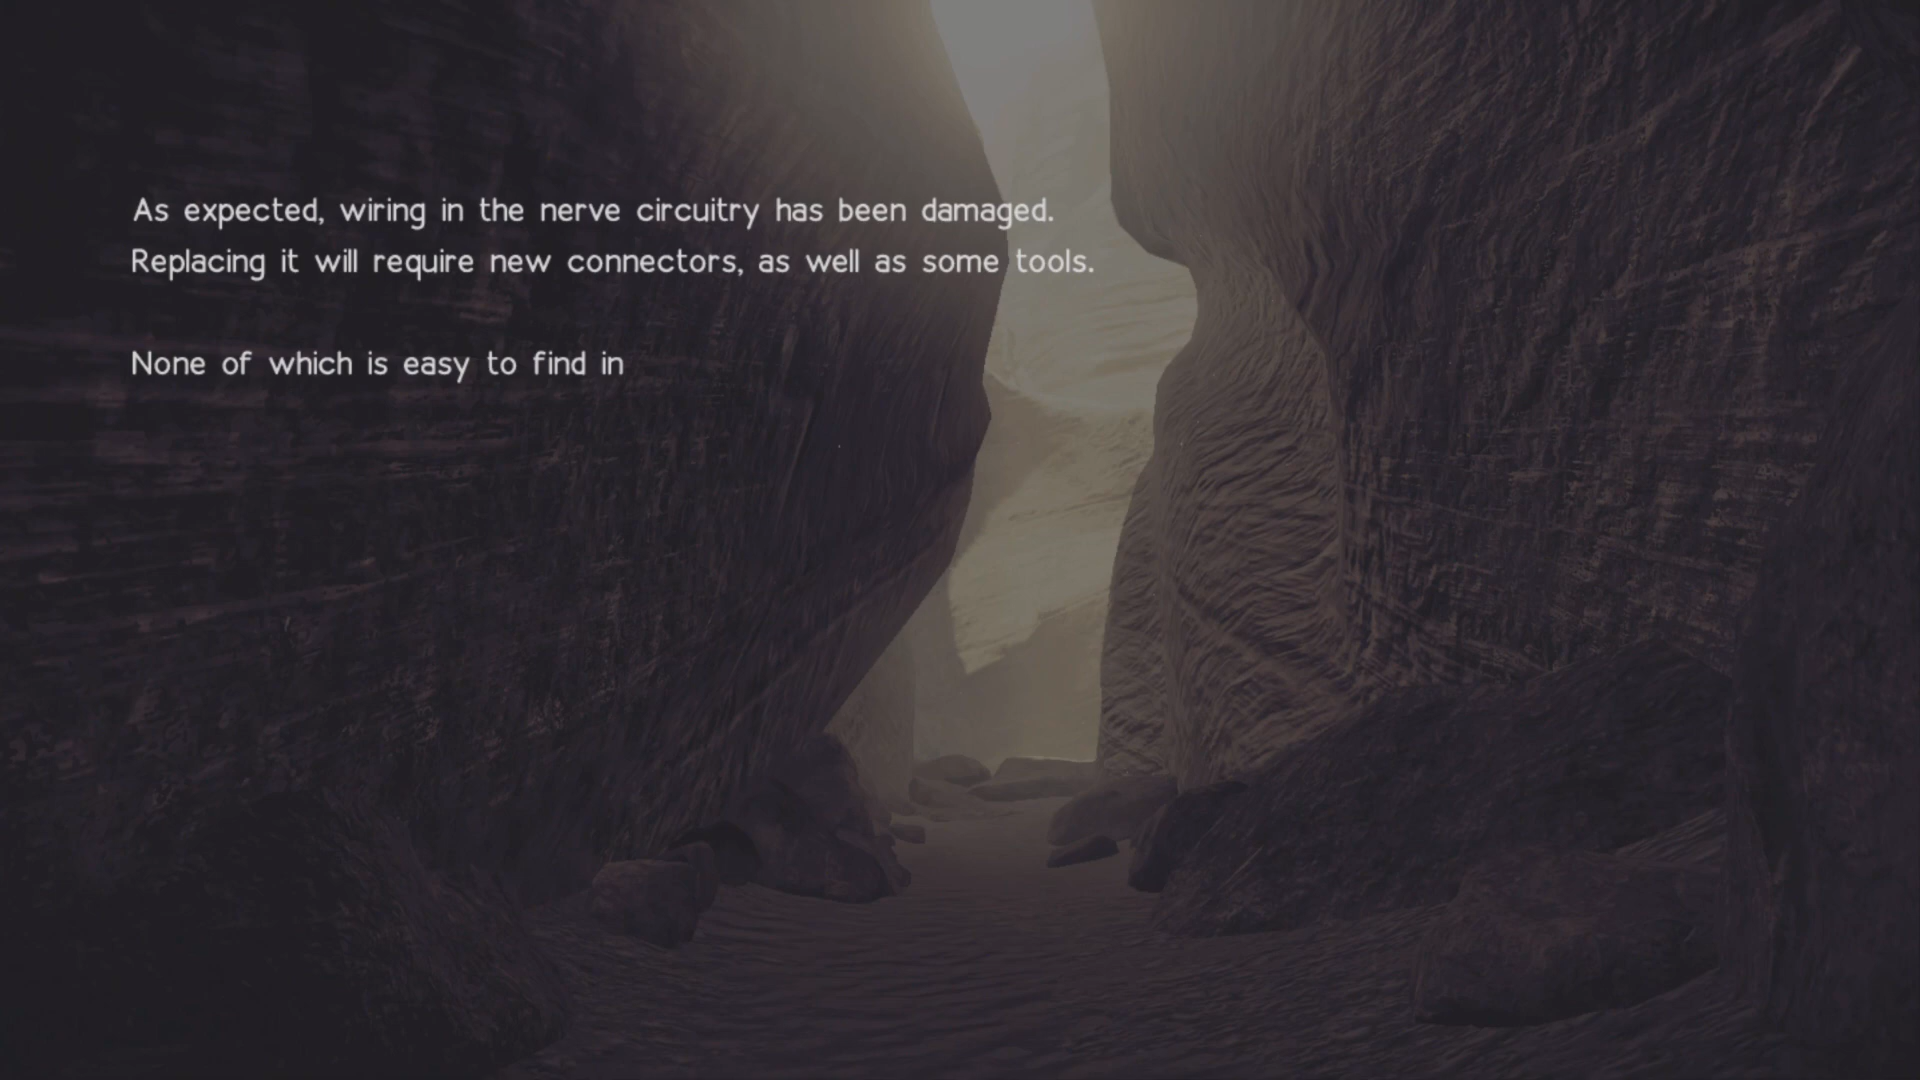 As expected, wiring in the nerve circuitry has been damaged.
Replacing it will require new connectors, as well as some tools.
None of which is easy to find in